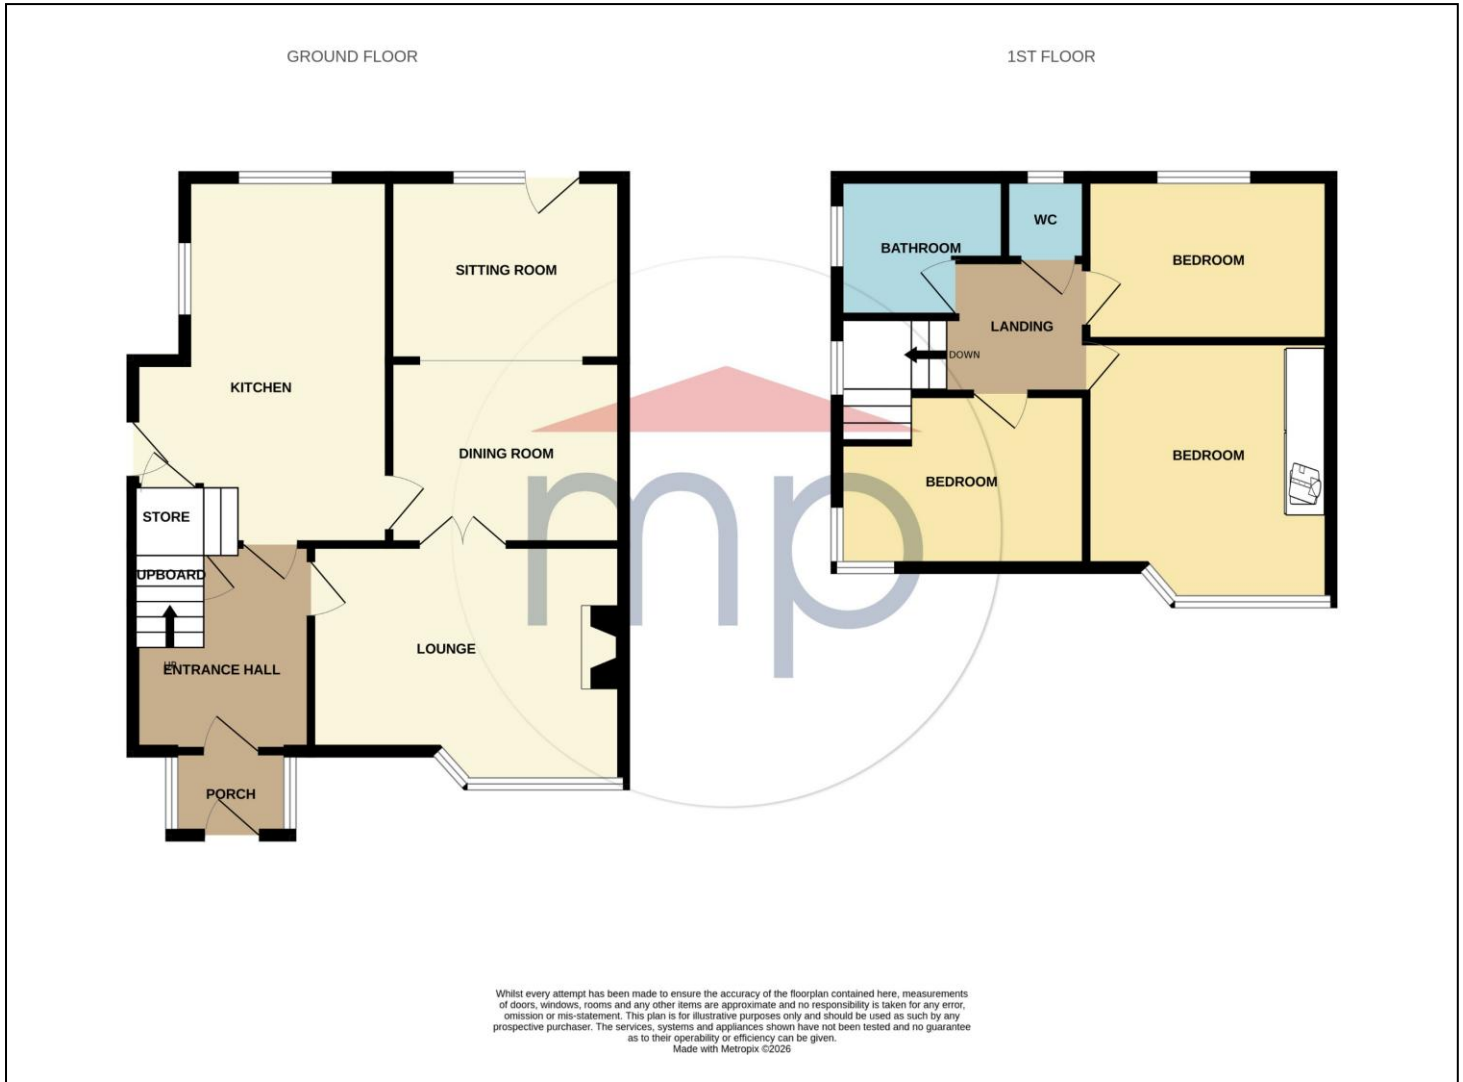 GROUND FLOOR
1ST FLOOR
SITTING ROOM
KITCHEN
DINING ROOM
STORE
UPBOARD
UP
ENTRANCE HALL
LOUNGE
PORCH
BATHROOM
WC
BEDROOM
LANDING
DOWN
BEDROOM
BEDROOM
mp
Whilst every attempt has been made to ensure the accuracy of the floorplan contained here, measurements
of doors, windows, rooms and any other items are approximate and no responsibility is taken for any error,
omission or mis-statement. This plan is for illustrative purposes only and should be used as such by any
prospective purchaser. The services, systems and appliances shown have not been tested and no guarantee
as to their operability or efficiency can be given.
Made with Metropix ©2026